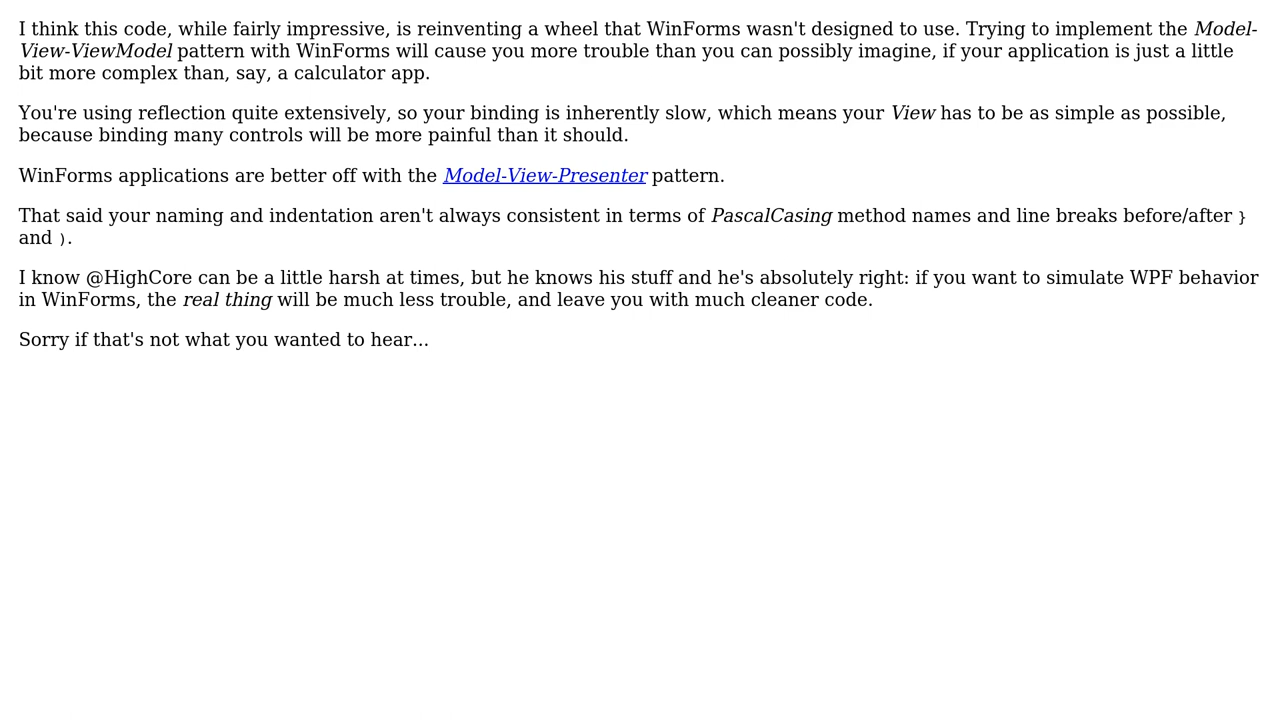 I think this code, while fairly impressive, is reinventing a wheel that WinForms wasn't designed to use. Trying to implement the Model-
View-ViewModel pattern with WinForms will cause you more trouble than you can possibly imagine, if your application is just a little
bit more complex than, say, a calculator app.
You're using reflection quite extensively, so your binding is inherently slow, which means your View has to be as simple as possible,
because binding many controls will be more painful than it should.
WinForms applications are better off with the Model-View-Presenter pattern.
That said your naming and indentation aren't always consistent in terms of PascalCasing method names and line breaks before/after }
and ).
I know @HighCore can be a little harsh at times, but he knows his stuff and he's absolutely right: if you want to simulate WPF behavior
in WinForms, the real thing will be much less trouble, and leave you with much cleaner code.
Sorry if that's not what you wanted to hear...